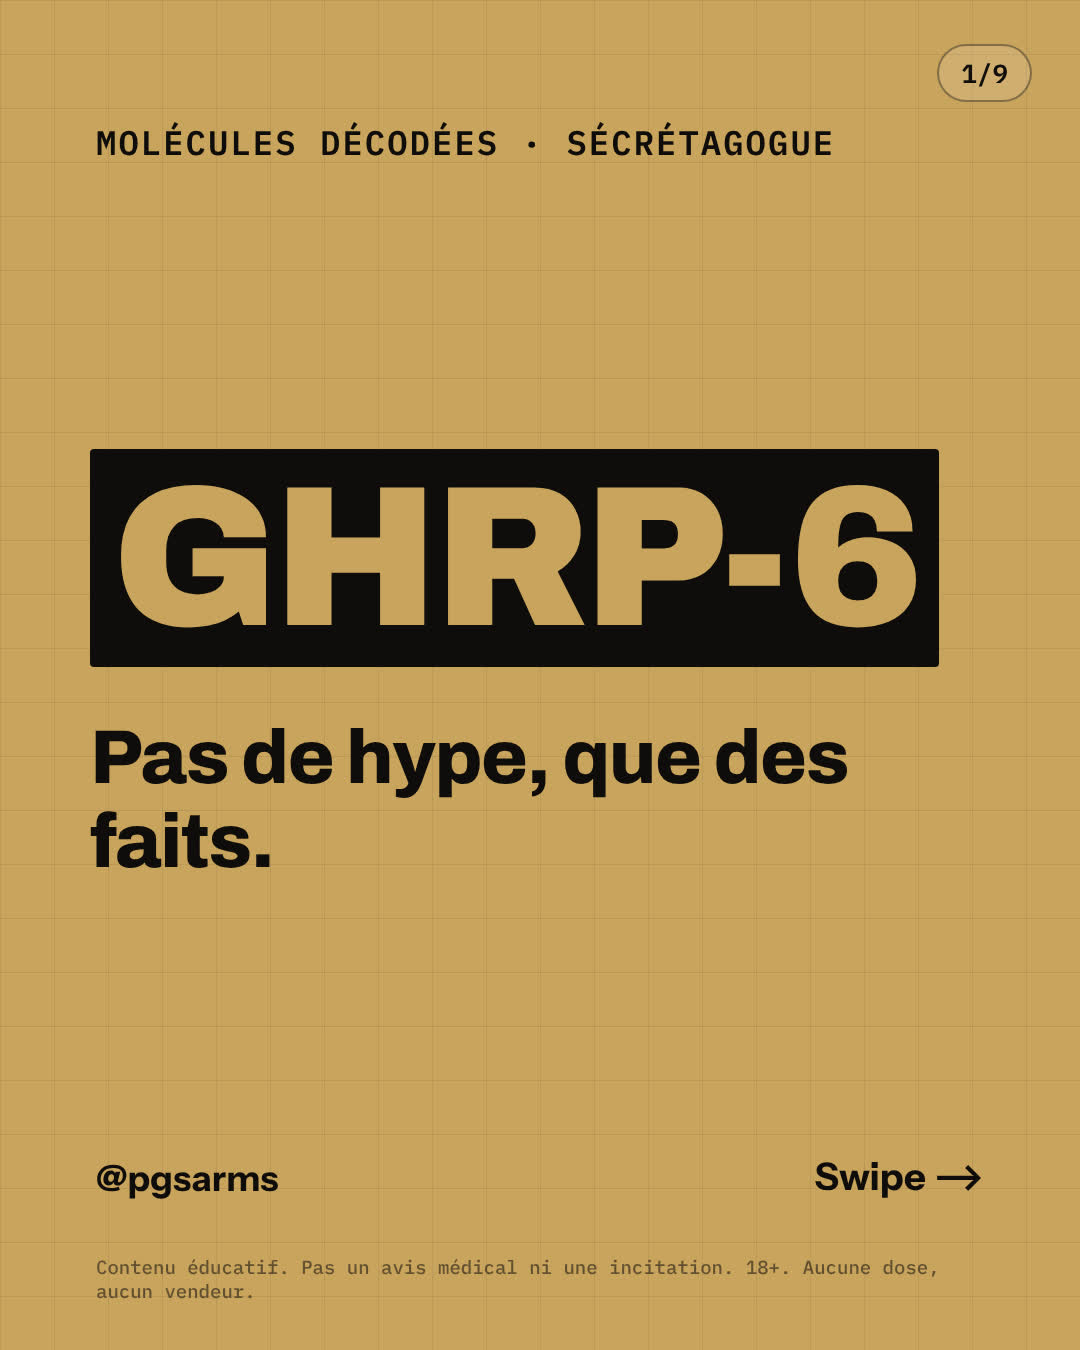 1/9
MOLÉCULES DÉCODÉES · SÉCRÉTAGOGUE
GHRP-6
Pas de hype, que des
faits.
@pgsarms
Swipe →
Contenu éducatif. Pas un avis médical ni une incitation. 18+. Aucune dose,
aucun vendeur.